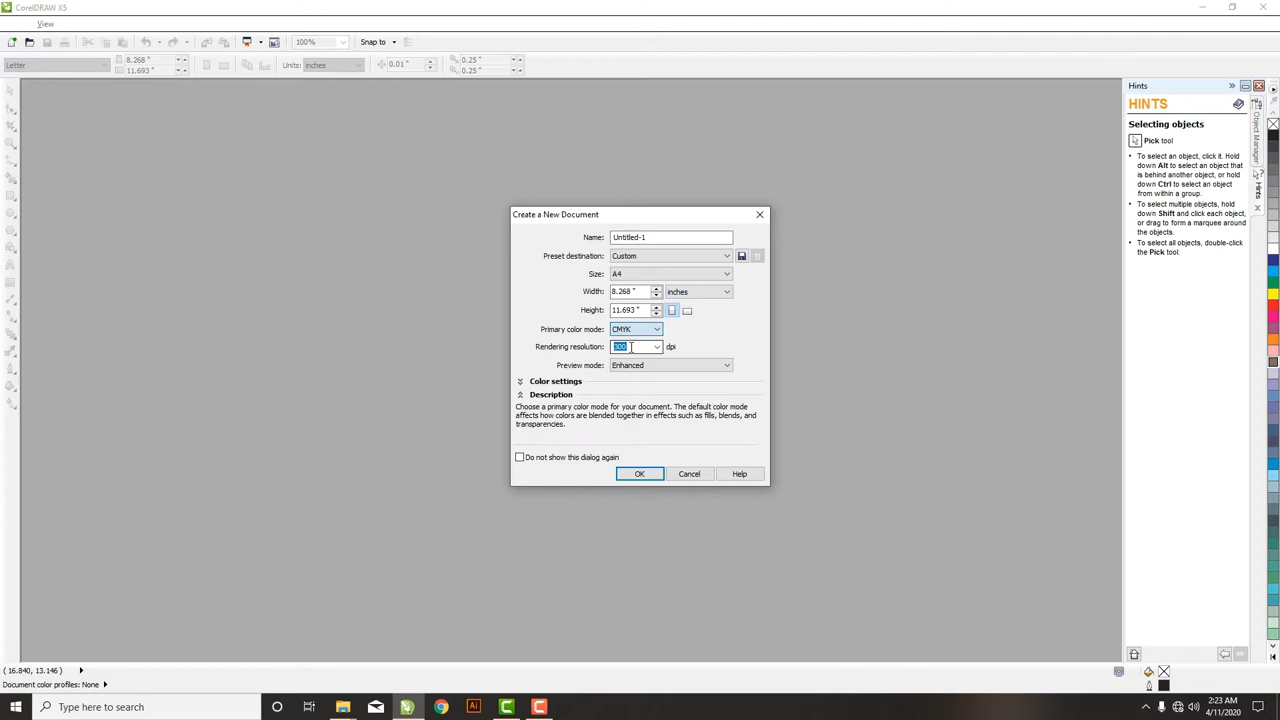 CorelDRAW X5
View
100%
Snap to
Letter
8.268 "
11.693 "
Units: inches
0.01 "
0.25 "
0.25 "
Hints
HINTS
Selecting objects
Pick tool
• To select an object, click it. Hold
down Alt to select an object that
is behind another object, or hold
down Ctrl to select an object
from within a group.
• To select multiple objects, hold
down Shift and click each object,
or drag to form a marquee around
the objects.
• To select all objects, double-click
the Pick tool.
Object Manager
Hints
Create a New Document
Name: Untitled-1
Preset destination: Custom
Size: A4
Width: 8.268 " inches
Height: 11.693 "
Primary color mode: CMYK
Rendering resolution: 300 dpi
Preview mode: Enhanced
Color settings
Description
Choose a primary color mode for your document. The default color mode
affects how colors are blended together in effects such as fills, blends, and
transparencies.
Do not show this dialog again
OK Cancel Help
(16.840, 13.146 )
Document color profiles: None
Type here to search
Ai
2:23 AM
4/11/2020